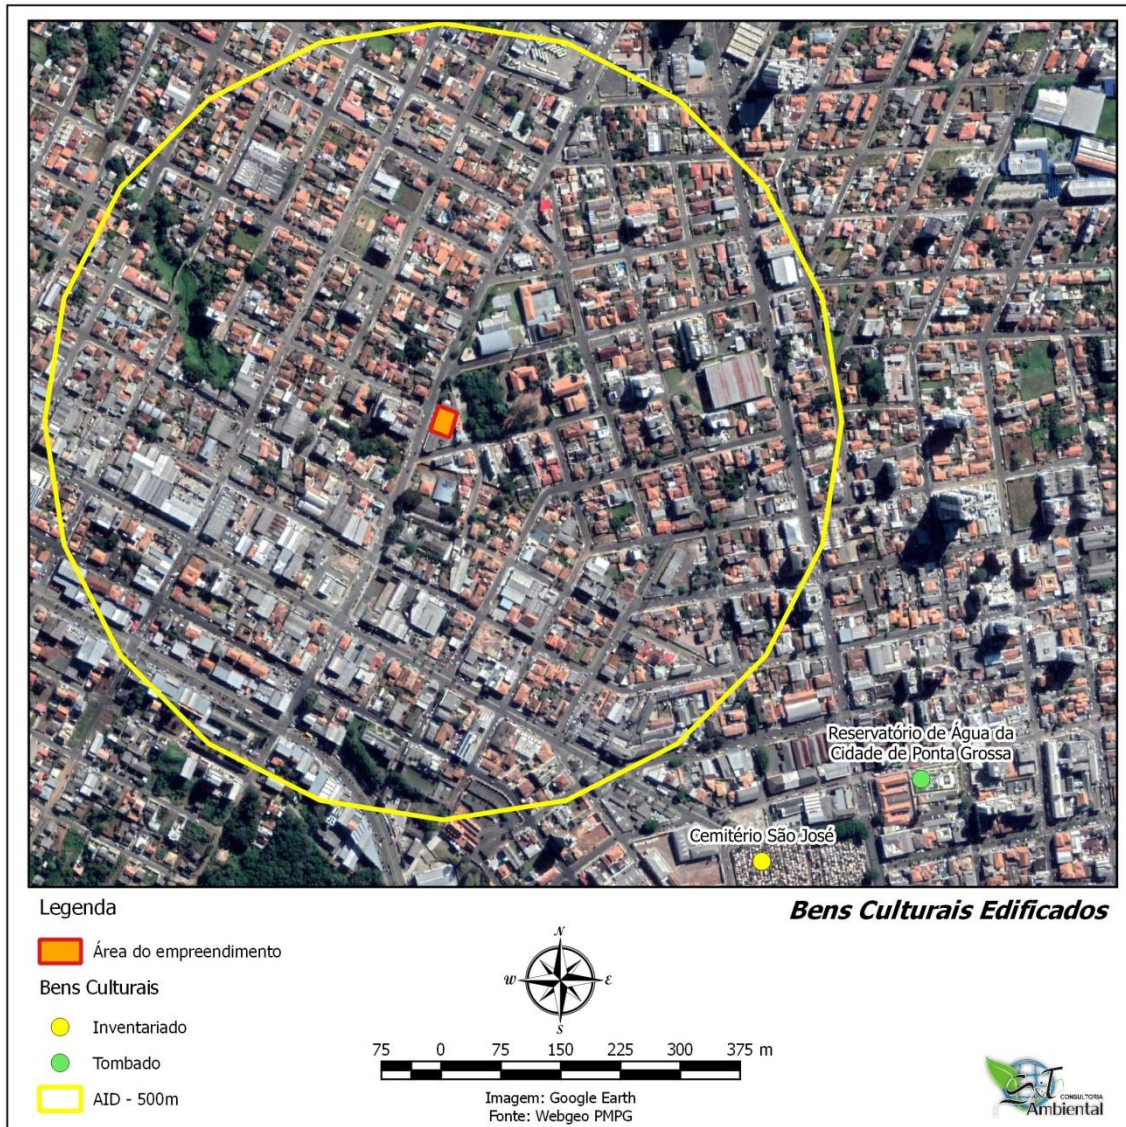 Reservatório de Água da
Cidade de Ponta Grossa
Cemitério São José
Legenda
Bens Culturais Edificados
Área do empreendimento
Bens Culturais
Inventariado
Tombado
AID - 500m
N
W
E
S
75 0 75 150 225 300 375 m
Imagem: Google Earth
Fonte: Webgeo PMPG
S&T
CONSULTORIA
Ambiental